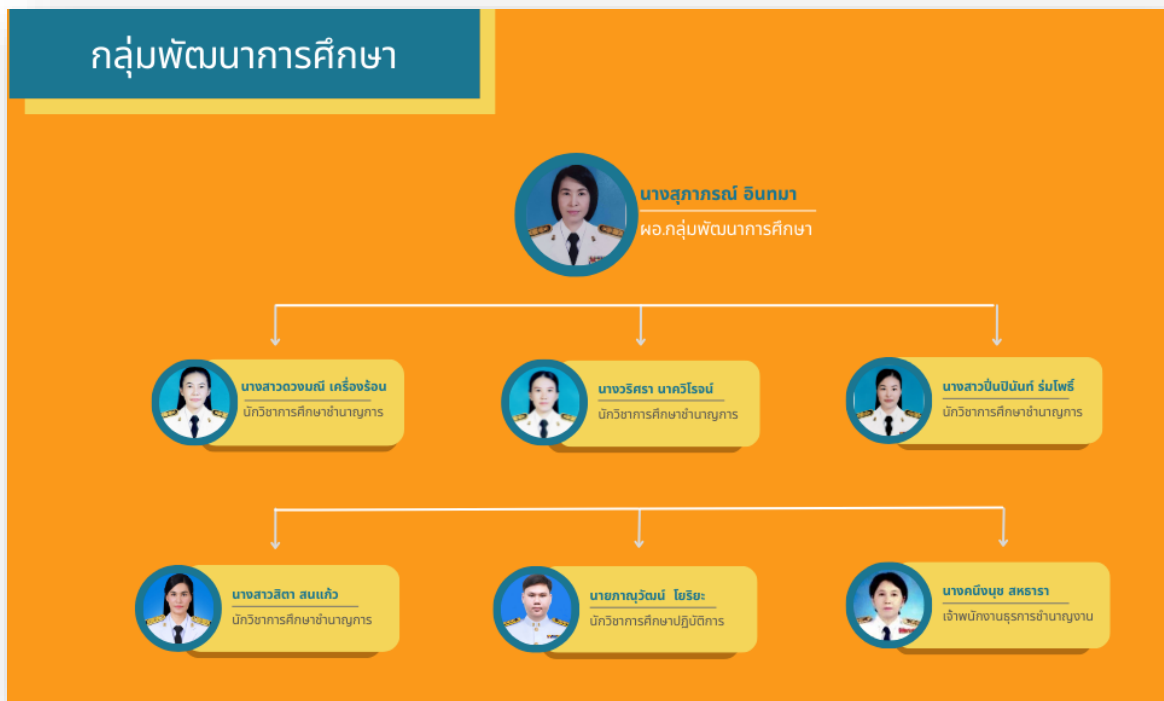 กลุ่มพัฒนาการศึกษา
นางสุภาภรณ์ อินทมา
ผอ.กลุ่มพัฒนาการศึกษา
นางสาวดวงมณี เครื่องร้อน
นักวิชาการศึกษาชำนาญการ
นางวริศรา นาควิโรจน์
นักวิชาการศึกษาชำนาญการ
นางสาวปิ่นปินันท์ ร่มโพธิ์
นักวิชาการศึกษาชำนาญการ
นางสาวสิตา สนแก้ว
นักวิชาการศึกษาชำนาญการ
นายภาณุวัฒน์ โยริยะ
นักวิชาการศึกษาปฏิบัติการ
นางคนึงนุช สหธารา
เจ้าพนักงานธุรการชำนาญงาน